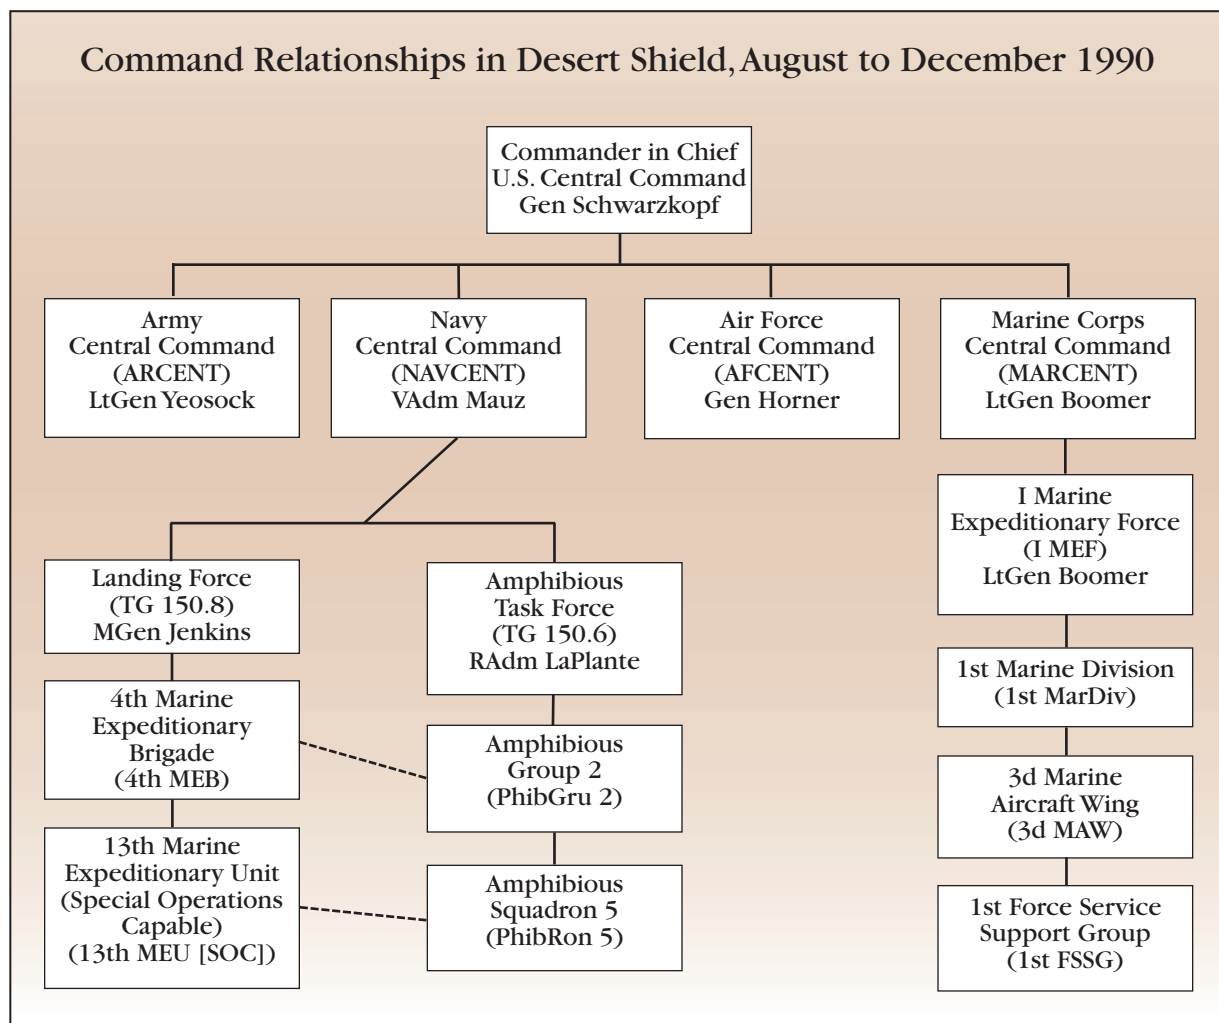 Command Relationships in Desert Shield, August to December 1990
Commander in Chief
U.S. Central Command
Gen Schwarzkopf
Army
Central Command
(ARCENT)
LtGen Yeosock
Navy
Central Command
(NAVCENT)
VAdm Mauz
Air Force
Central Command
(AFCENT)
Gen Horner
Marine Corps
Central Command
(MARCENT)
LtGen Boomer
Landing Force
(TG 150.8)
MGen Jenkins
4th Marine
Expeditionary
Brigade
(4th MEB)
13th Marine
Expeditionary Unit
(Special Operations
Capable)
(13th MEU [SOC])
Amphibious
Task Force
(TG 150.6)
RAdm LaPlante
Amphibious
Group 2
(PhibGru 2)
Amphibious
Squadron 5
(PhibRon 5)
I Marine
Expeditionary Force
(I MEF)
LtGen Boomer
1st Marine Division
(1st MarDiv)
3d Marine
Aircraft Wing
(3d MAW)
1st Force Service
Support Group
(1st FSSG)